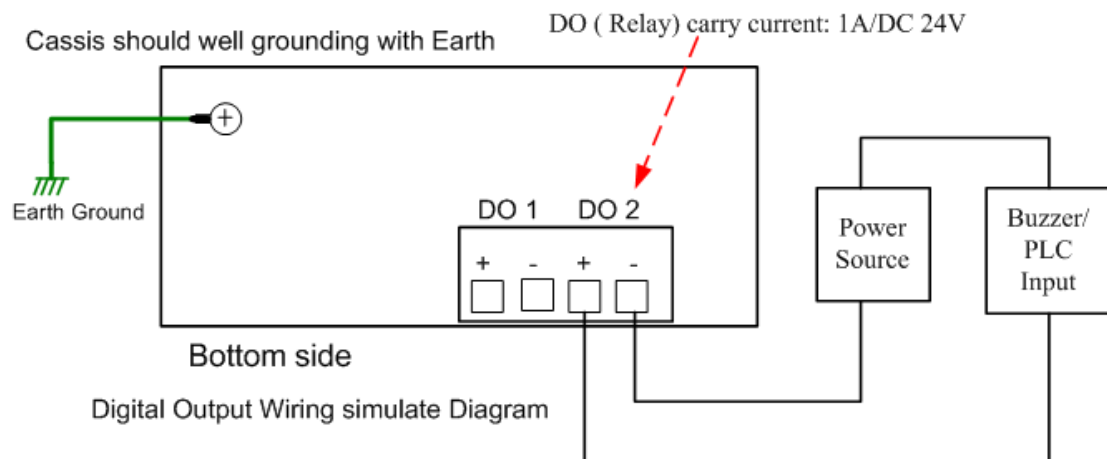 DO ( Relay) carry current: 1A/DC 24V
Cassis should well grounding with Earth
Earth Ground
DO 1 DO 2
+ - + -
Power
Source
Buzzer/
PLC
Input
Bottom side
Digital Output Wiring simulate Diagram